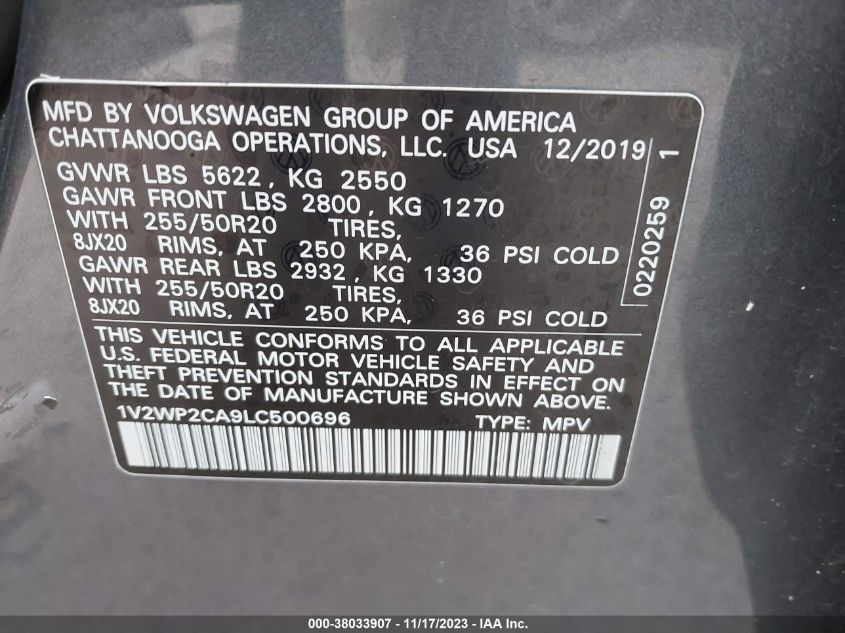 MFD BY VOLKSWAGEN GROUP OF AMERICA
CHATTANOOGA OPERATIONS, LLC. USA 12/2019
GVWR LBS 5622, KG 2550
GAWR FRONT LBS 2800, KG 1270
WITH 255/50R20 TIRES,
8JX20 RIMS, AT 250 KPA, 36 PSI COLD
GAWR REAR LBS 2932, KG 1330
WITH 255/50R20 TIRES,
8JX20 RIMS, AT 250 KPA, 36 PSI COLD
0220259 1
THIS VEHICLE CONFORMS TO ALL APPLICABLE
U.S. FEDERAL MOTOR VEHICLE SAFETY AND
THEFT PREVENTION STANDARDS IN EFFECT ON
THE DATE OF MANUFACTURE SHOWN ABOVE.
1V2WP2CA9LC500696 TYPE: MPV
000-38033907 - 11/17/2023 - IAA Inc.